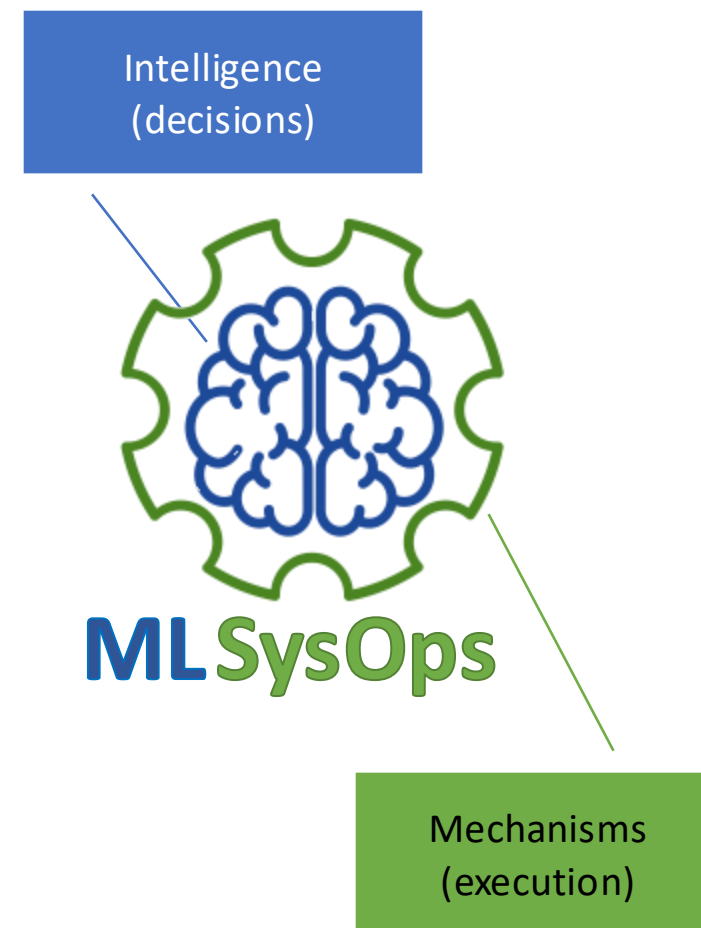 Intelligence
(decisions)
MLSysOps
Mechanisms
(execution)